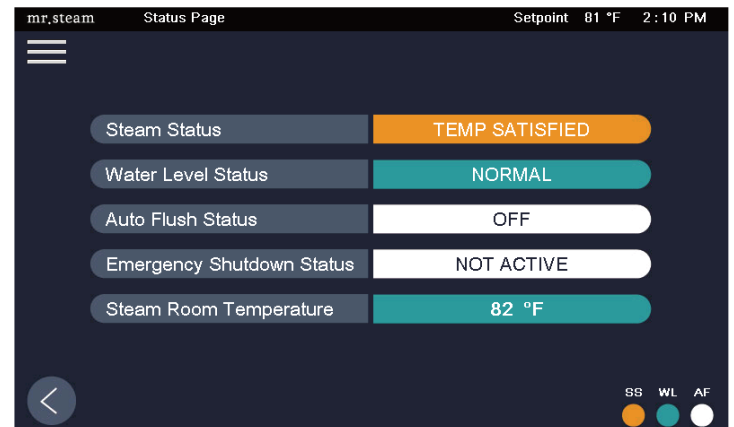 mr.steam Status Page Setpoint 81 °F 2:10 PM
Steam Status TEMP SATISFIED
Water Level Status NORMAL
Auto Flush Status OFF
Emergency Shutdown Status NOT ACTIVE
Steam Room Temperature 82 °F
SS WL AF